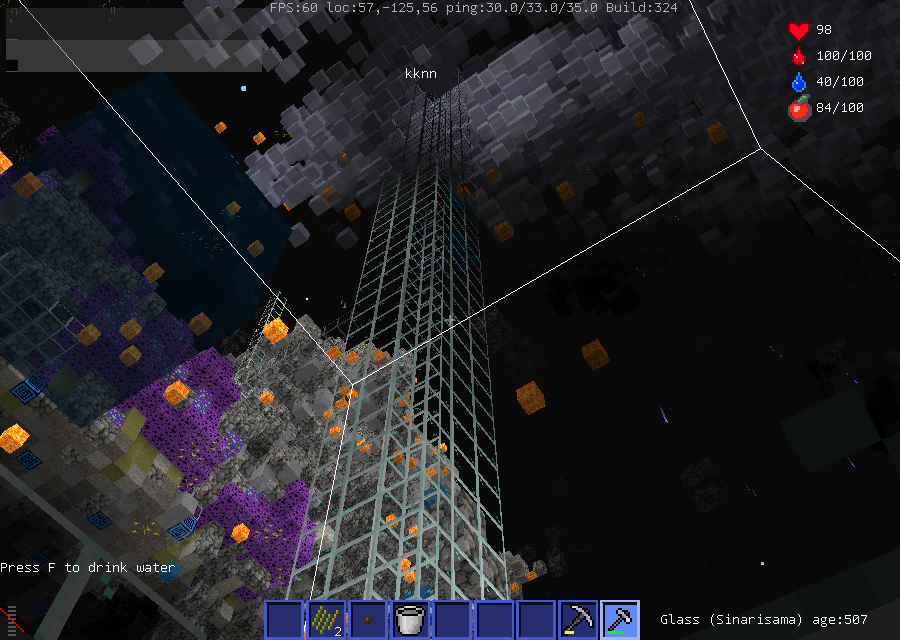 FPS:60 loc:57,-125,56 ping:30.0/33.0/35.0 Build:324
98
100/100
40/100
84/100
kknn
Press F to drink water
2
Glass (Sinarisama) age:507